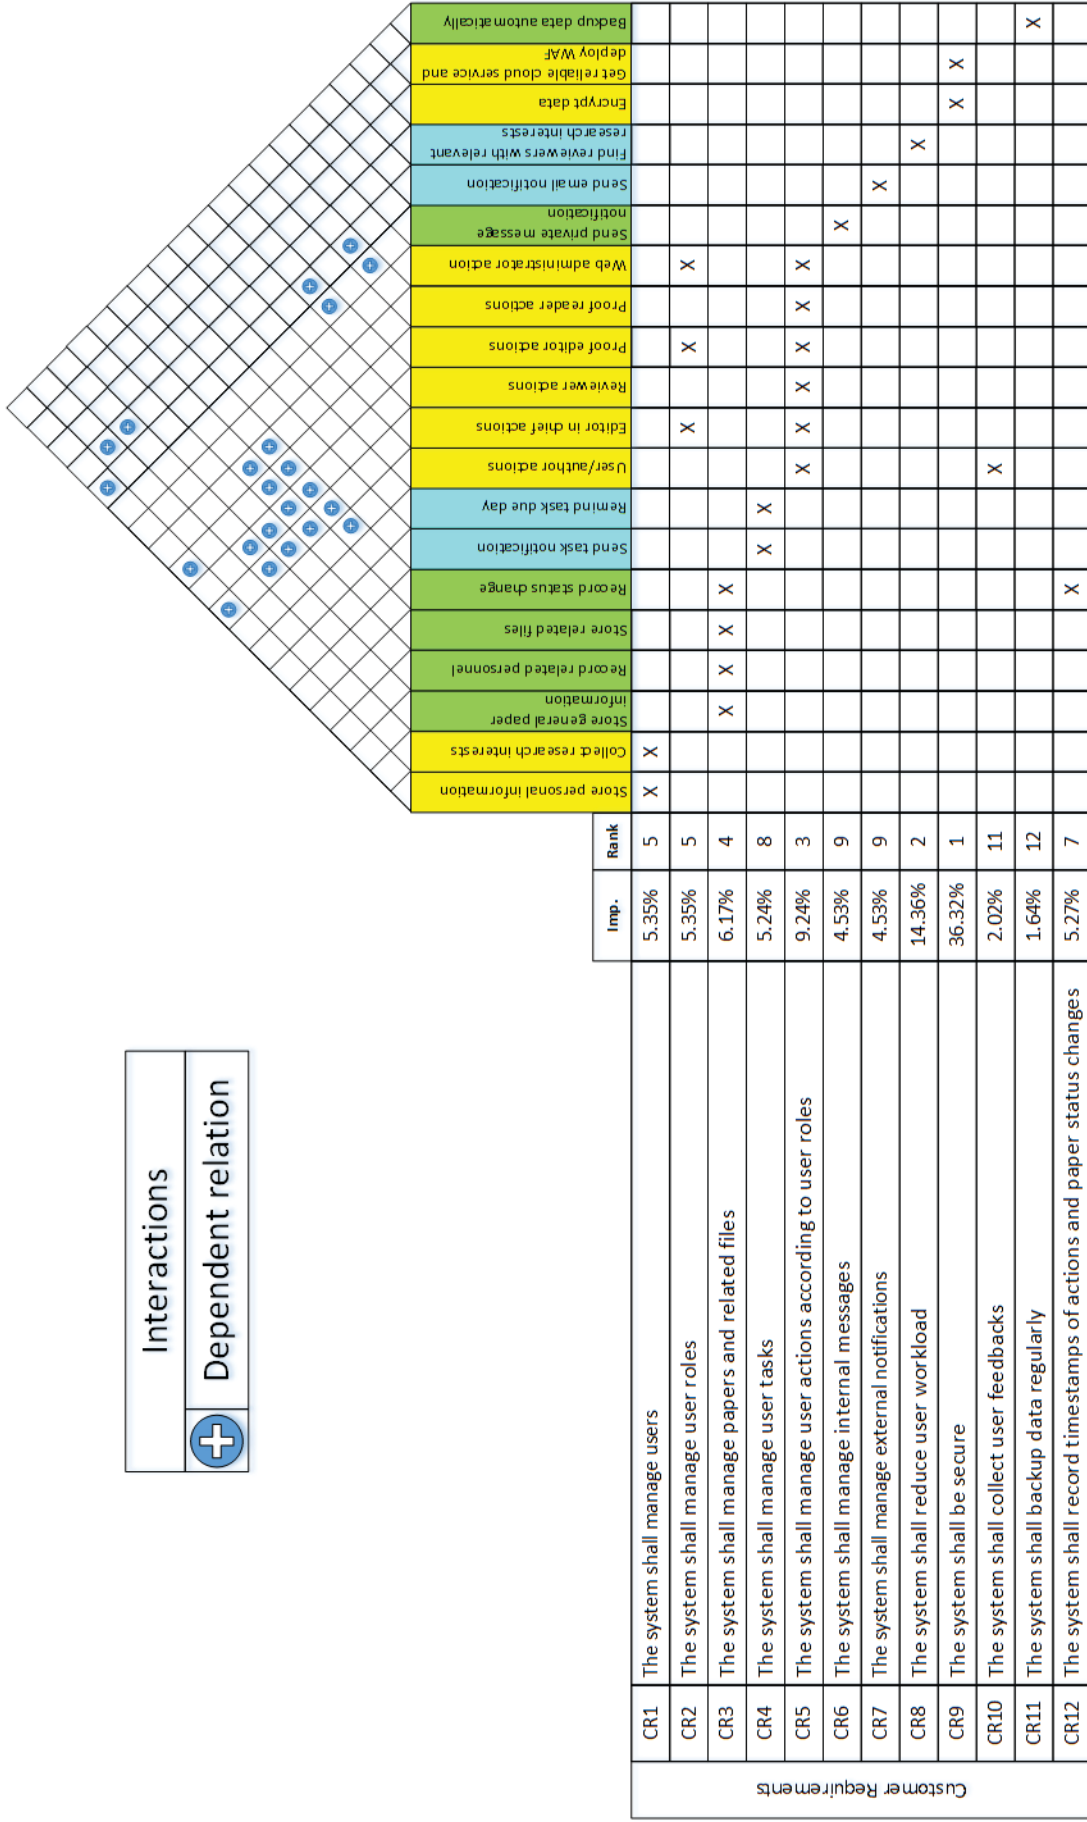 Interactions
Dependent relation
Store personal information
Collect research interests
Store general paper
information
Record related personnel
Store related files
Record status change
Send task notification
Remind task due day
User/author actions
Editor in chief actions
Reviewer actions
Proof editor actions
Proof reader actions
Web administrator action
Send private message
notification
Send email notification
Find reviewers with relevant
research interests
Encrypt data
Get reliable cloud service and
deploy WAF
Backup data automatically
Imp. Rank
Customer Requirements
CR1 The system shall manage users 5.35% 5 X X
CR2 The system shall manage user roles 5.35% 5 X X X
CR3 The system shall manage papers and related files 6.17% 4 X X X X
CR4 The system shall manage user tasks 5.24% 8 X X
CR5 The system shall manage user actions according to user roles 9.24% 3 X X X X X X
CR6 The system shall manage internal messages 4.53% 9 X
CR7 The system shall manage external notifications 4.53% 9 X
CR8 The system shall reduce user workload 14.36% 2 X
CR9 The system shall be secure 36.32% 1 X X
CR10 The system shall collect user feedbacks 2.02% 11 X
CR11 The system shall backup data regularly 1.64% 12 X
CR12 The system shall record timestamps of actions and paper status changes 5.27% 7 X